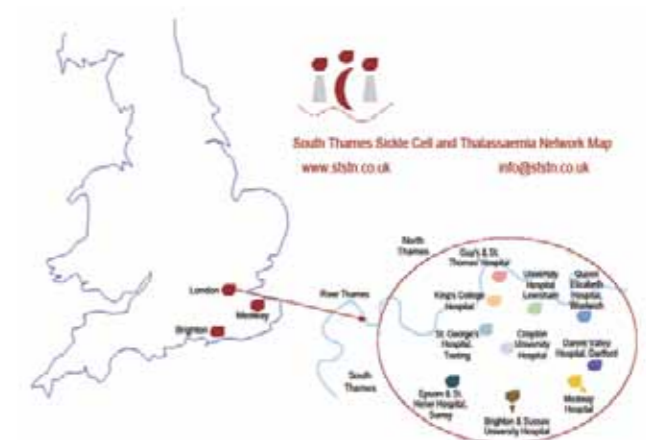 South Thames Sickle Cell and Thalassaemia Network Map
www.ststn.co.uk
info@ststn.co.uk
London
Medway
Brighton
River Thames
North
Thames
South
Thames
Guy's & St.
Thomas' Hospital
King's College
Hospital
University
Hospital
Lewisham
Queen
Elizabeth
Hospital,
Woolwich
St. George's
Hospital,
Tooting
Croydon
University
Hospital
Darent Valley
Hospital, Dartford
Epsom & St.
Helier Hospital,
Surrey
Brighton & Sussex
University Hospital
Medway
Hospital